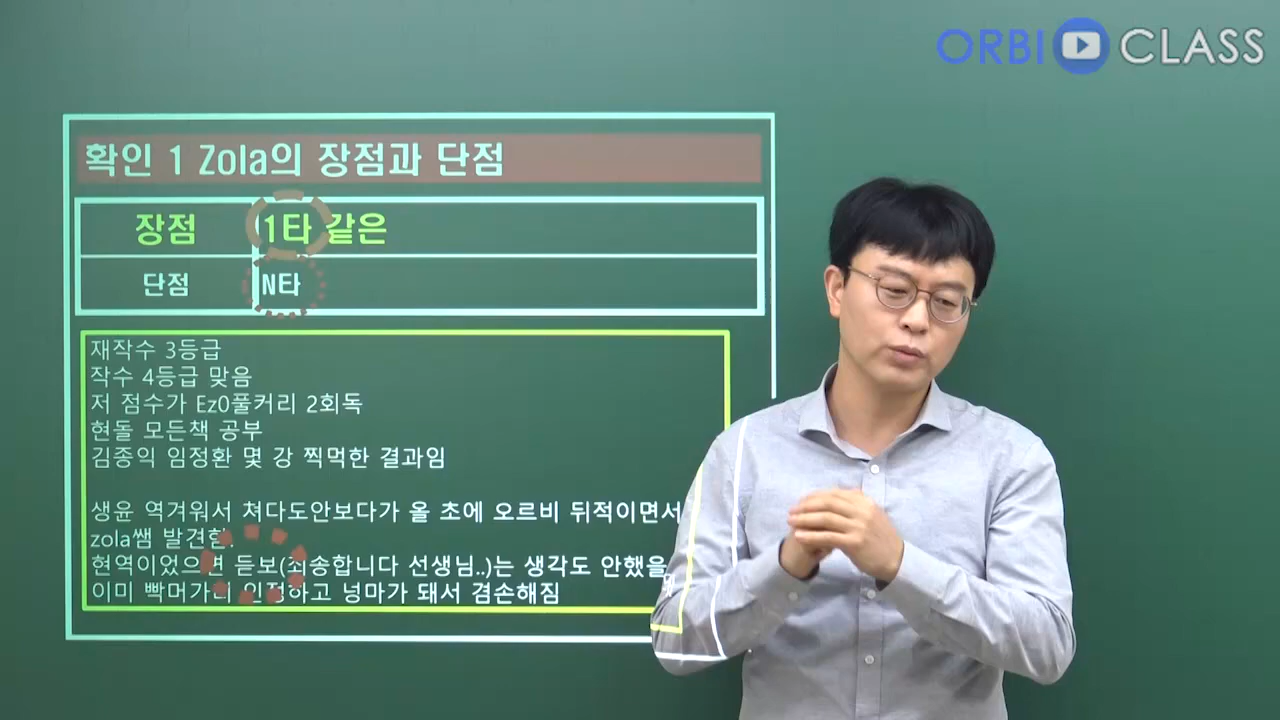 ORBI CLASS
확인 1 Zola의 장점과 단점
장점 1타 같은
단점 N타
재작수 3등급
작수 4등급 맞음
저 점수가 Ez0풀커리 2회독
현돌 모든책 공부
김종익 임정환 몇 강 찍먹한 결과임
생윤 역겨워서 쳐다도안보다가 올 초에 오르비 뒤적이면서
zola쌤 발견함.
현역이었으면 듣보(죄송합니다 선생님..)는 생각도 안했을
이미 빡머가리 인정하고 넝마가 돼서 겸손해짐